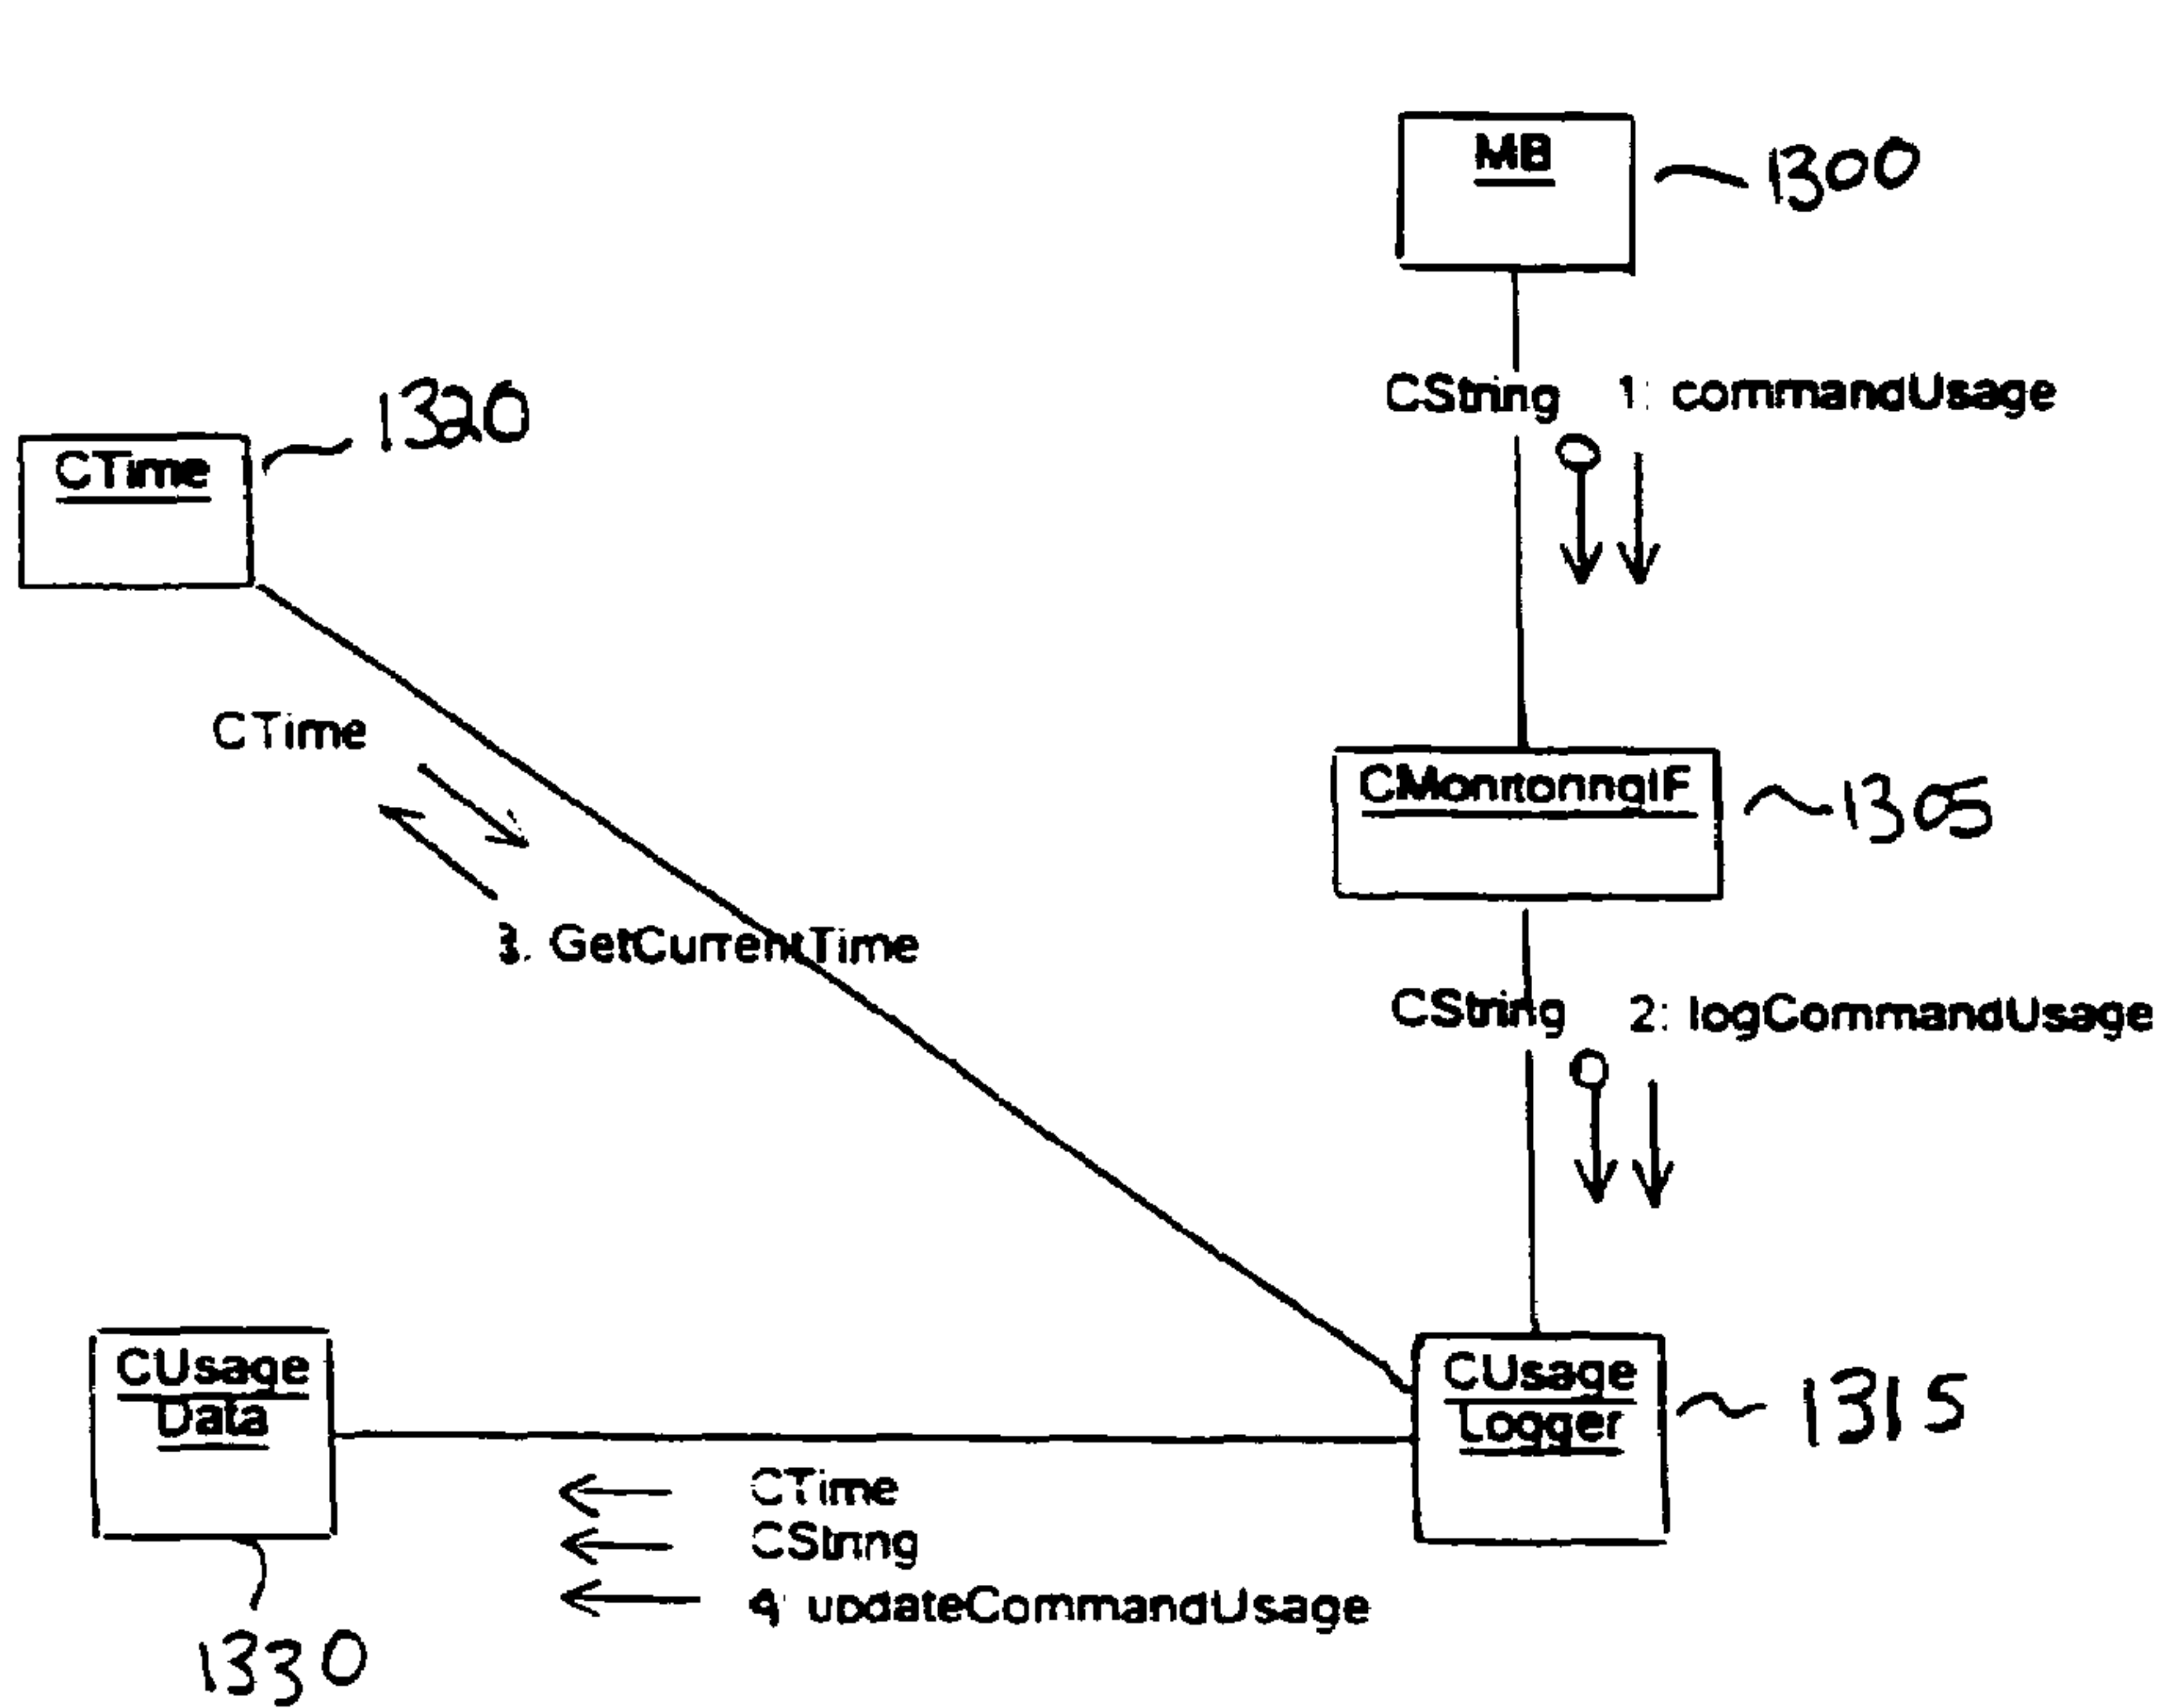 MB
1300
CString 1: commandUsage
1320
CTime
CTime
CMonitoringIF
1305
3. GetCurrentTime
CString 2: logCommandUsage
CUsage
Data
CUsage
Logger
1315
CTime
CString
4: updateCommandUsage
1330